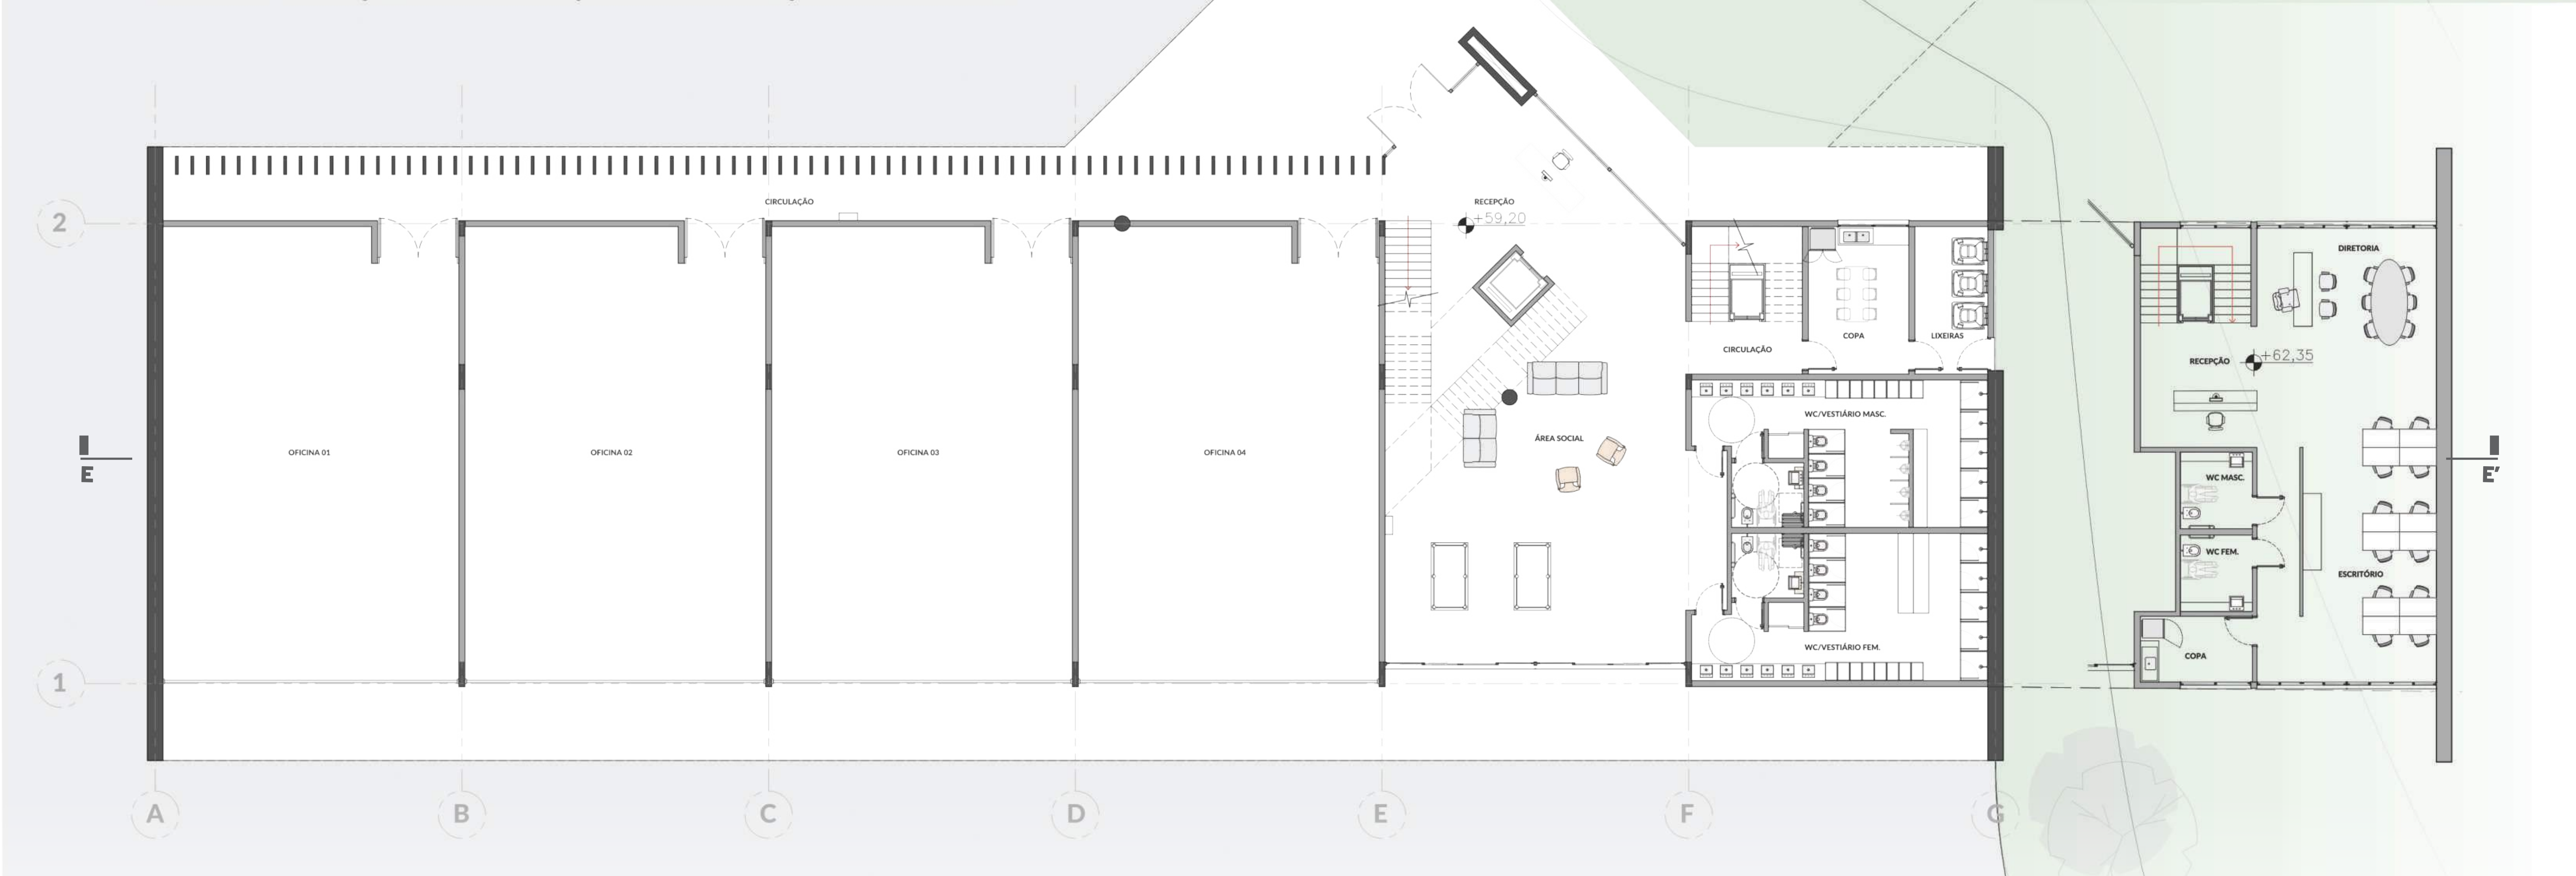 CIRCULAÇÃO
RECEPÇÃO
+59,20
2
DIRETORIA
COPA
LIXEIRAS
CIRCULAÇÃO
RECEPÇÃO
+62,35
WC/VESTIÁRIO MASC.
ÁREA SOCIAL
OFICINA 01
OFICINA 02
OFICINA 03
OFICINA 04
E
E'
WC MASC.
WC FEM.
ESCRITÓRIO
WC/VESTIÁRIO FEM.
COPA
1
A
B
C
D
E
F
G